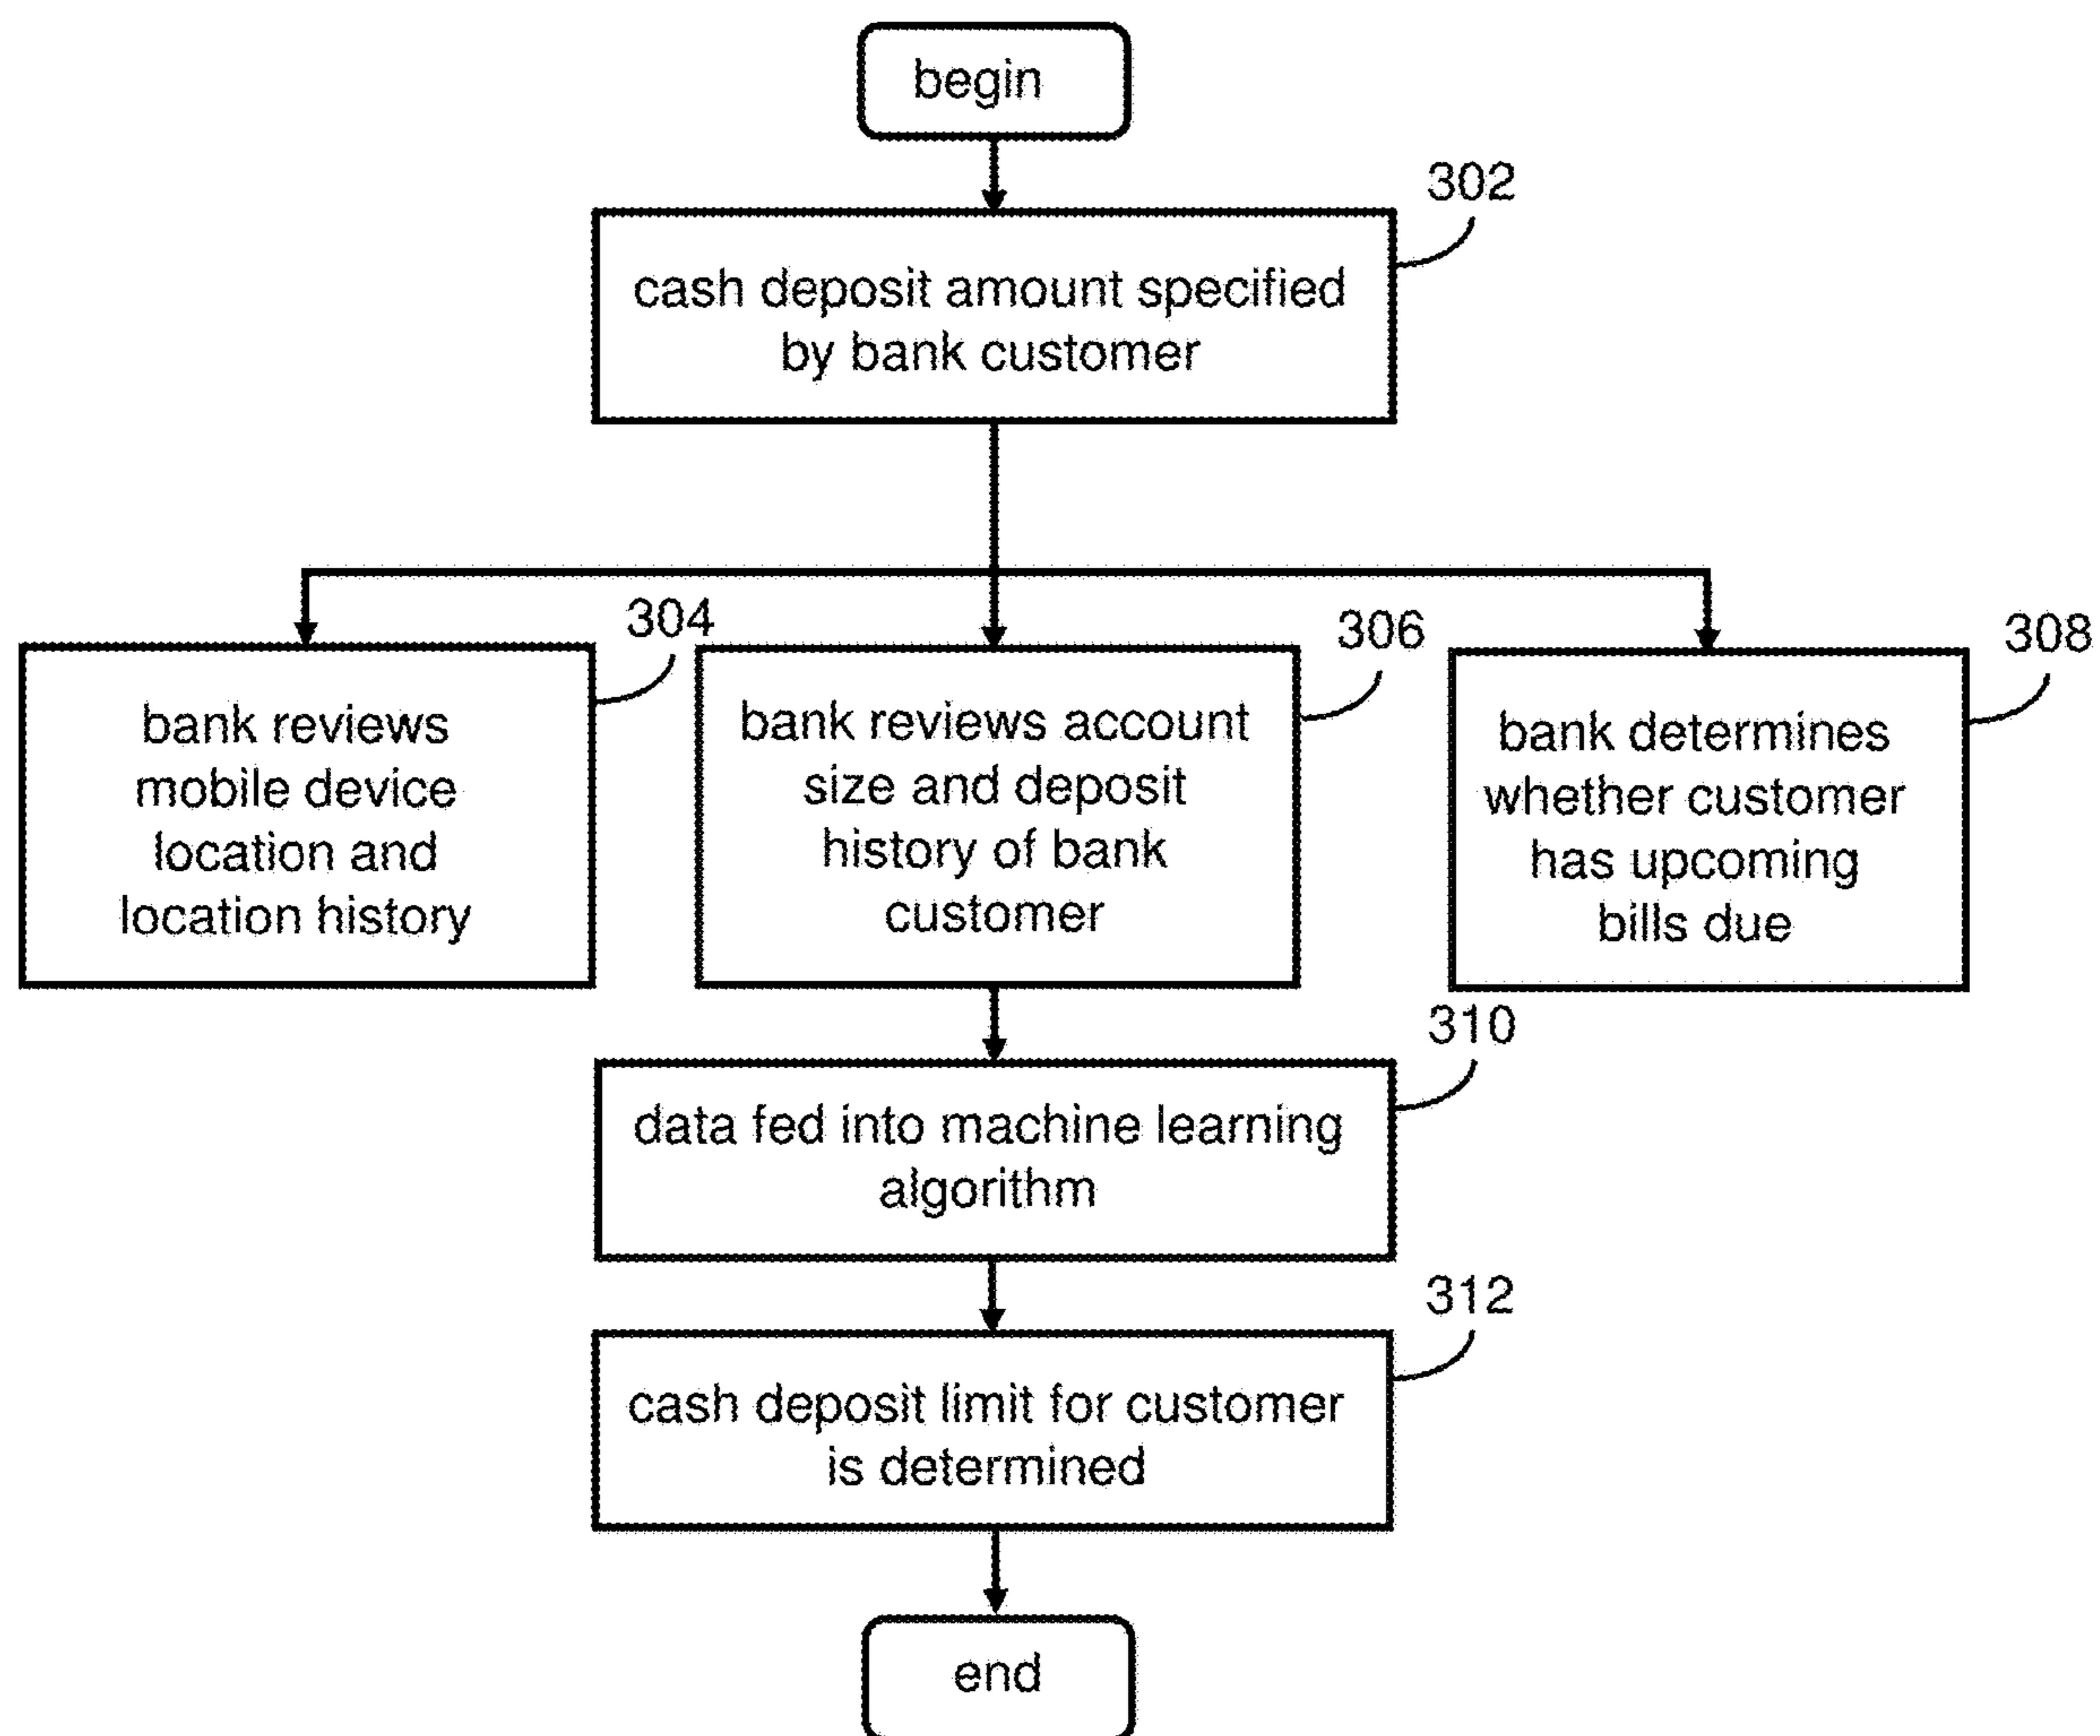 begin
302
cash deposit amount specified
by bank customer
304
bank reviews
mobile device
location and
location history
306
bank reviews account
size and deposit
history of bank
customer
308
bank determines
whether customer
has upcoming
bills due
310
data fed into machine learning
algorithm
312
cash deposit limit for customer
is determined
end